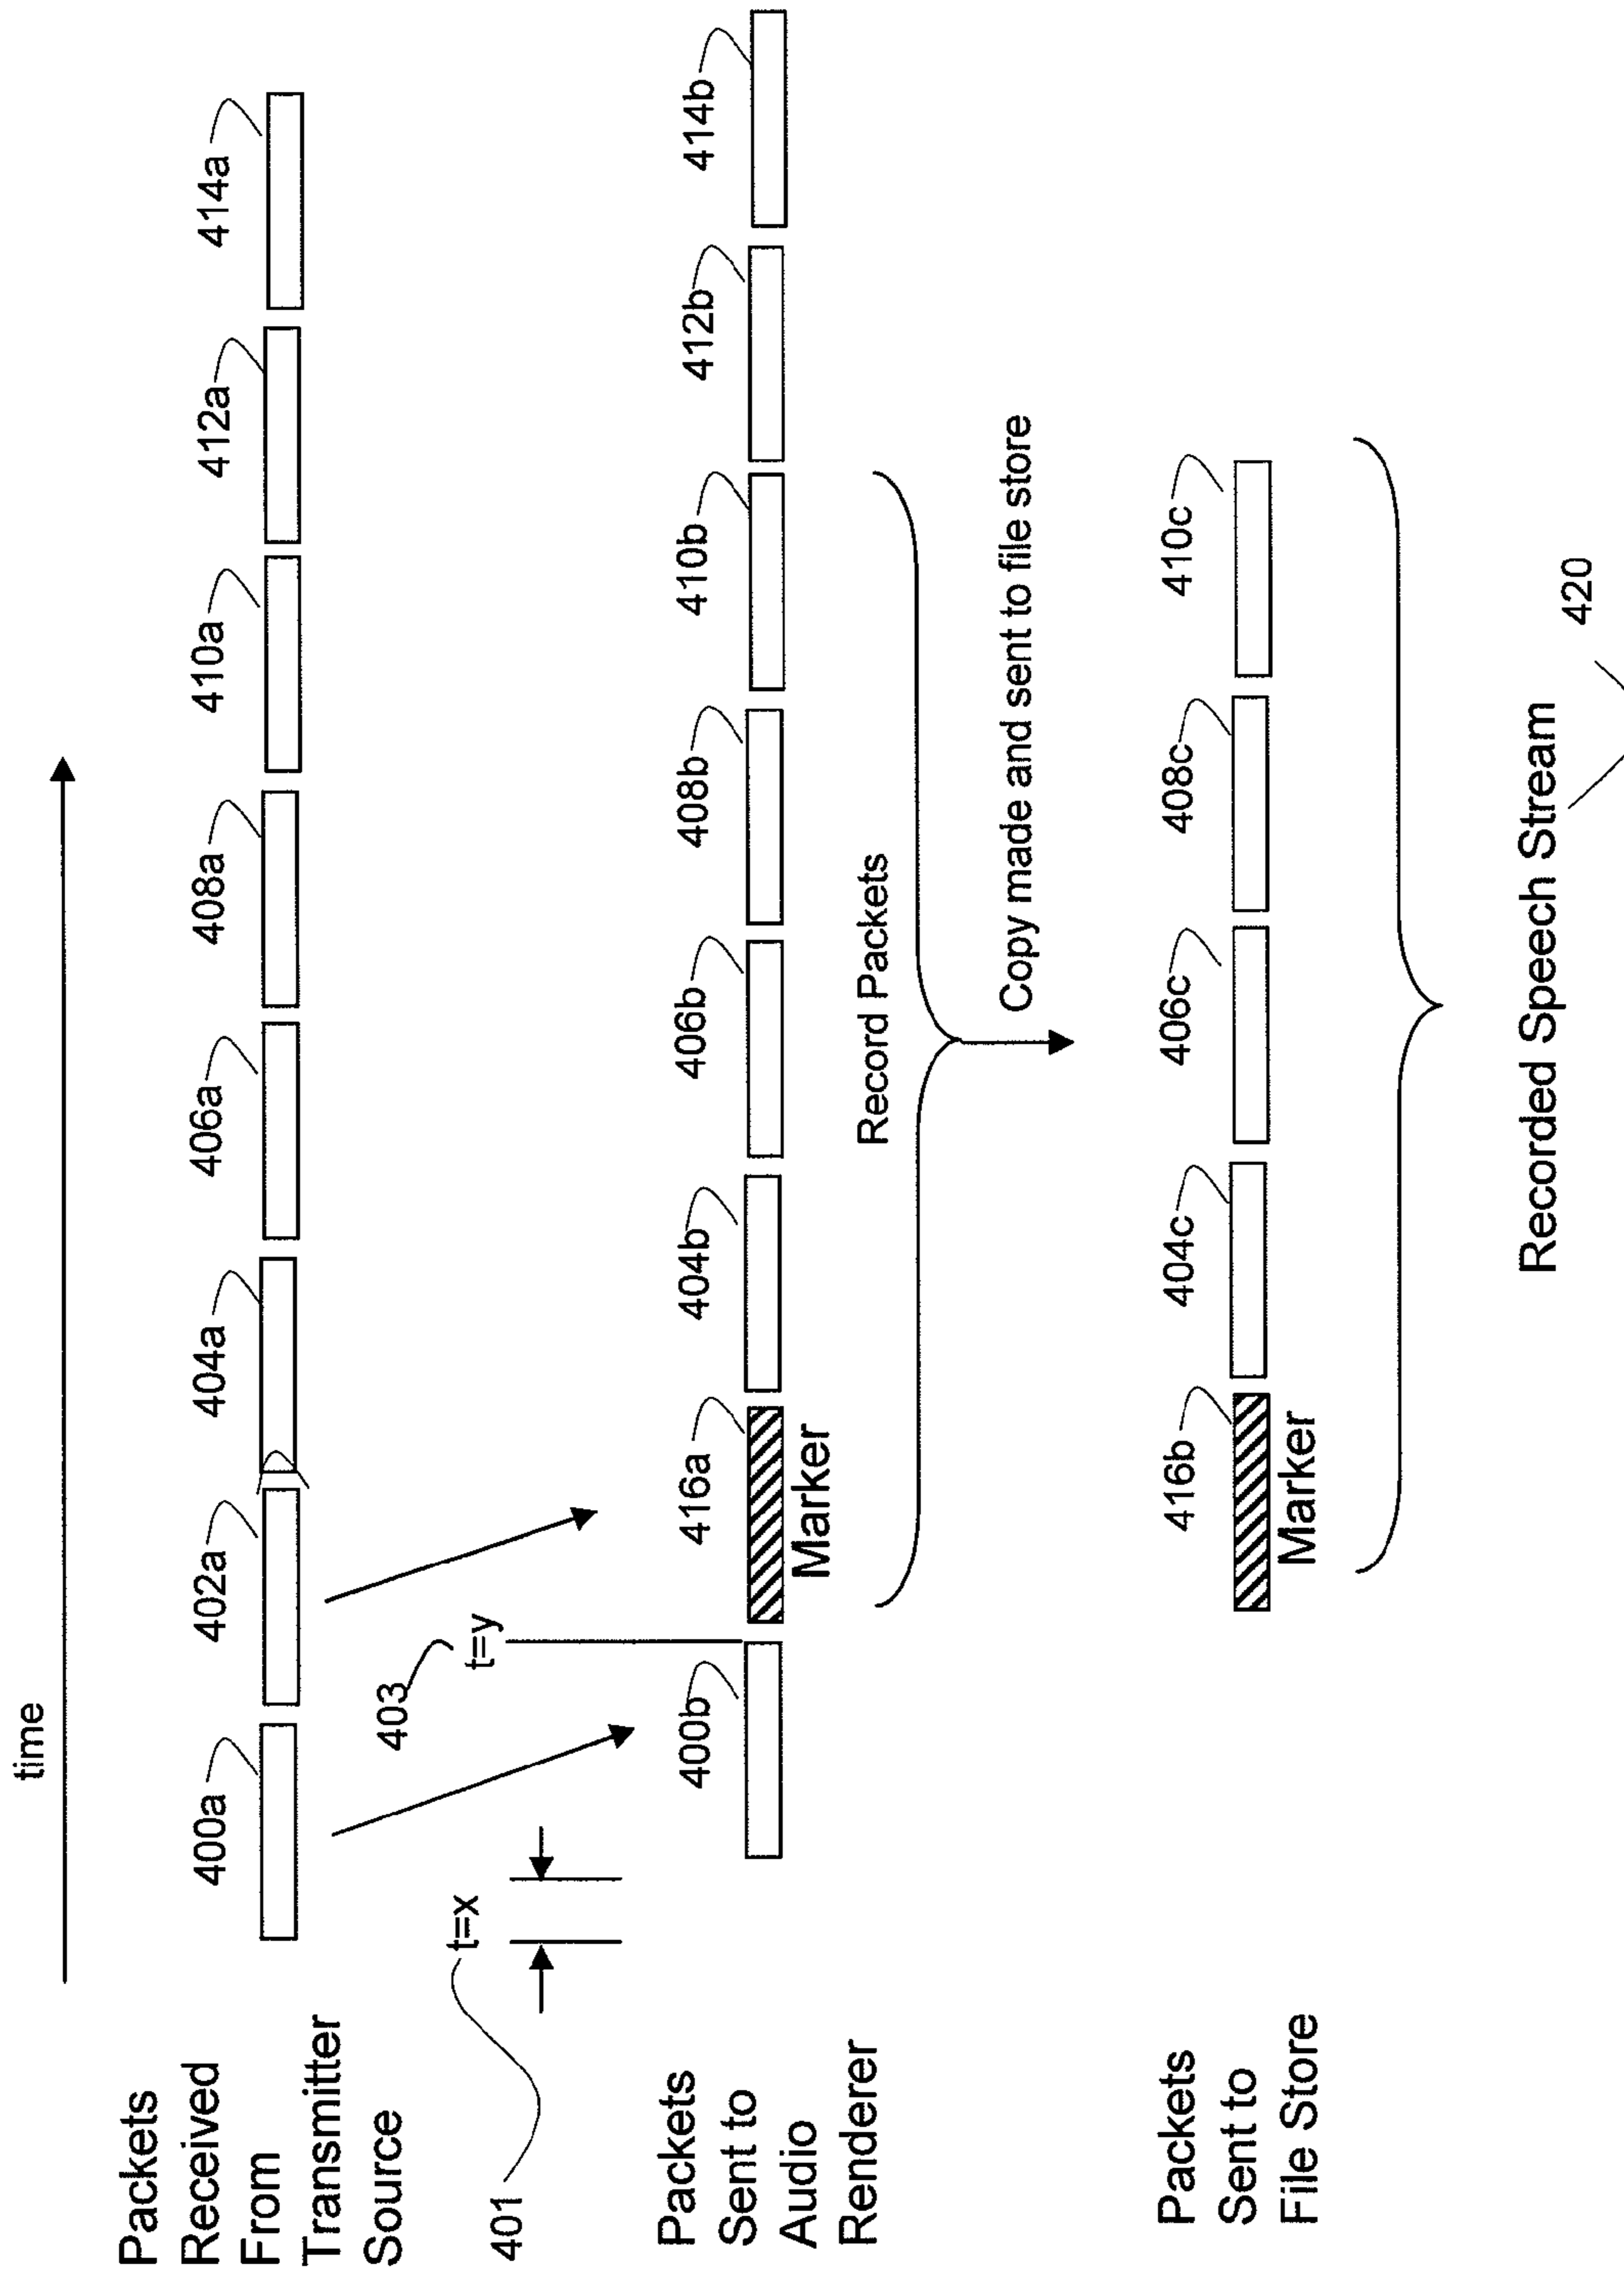 time
Packets
Received
From
Transmitter
Source
400a
402a
404a
406a
408a
410a
412a
414a
401
t=x
403
t=y
Packets
Sent to
Audio
Renderer
400b
416a
404b
406b
408b
410b
412b
414b
Marker
Record Packets
Copy made and sent to file store
Packets
Sent to
File Store
416b
404c
406c
408c
410c
Marker
Recorded Speech Stream
420